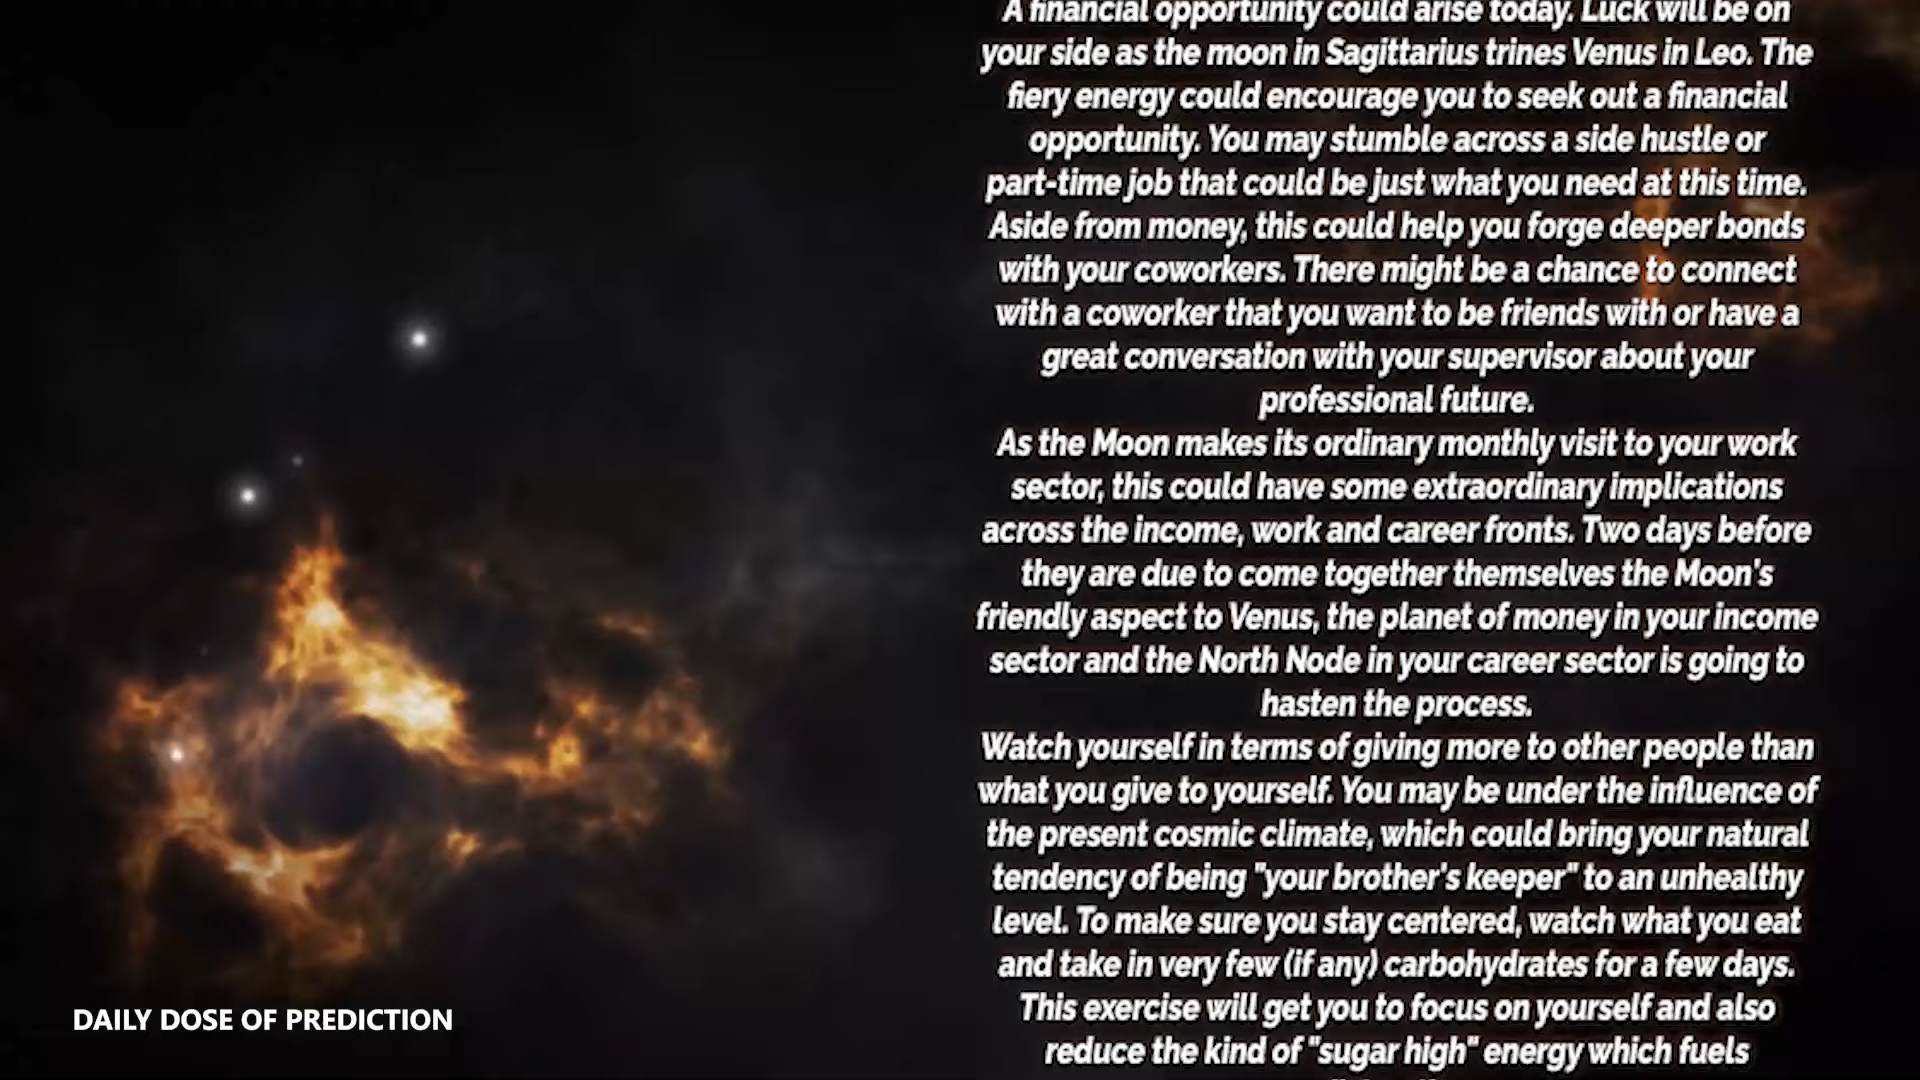 A financial opportunity could arise today. Luck will be on
your side as the moon in Sagittarius trines Venus in Leo. The
fiery energy could encourage you to seek out a financial
opportunity. You may stumble across a side hustle or
part-time job that could be just what you need at this time.
Aside from money, this could help you forge deeper bonds
with your coworkers. There might be a chance to connect
with a coworker that you want to be friends with or have a
great conversation with your supervisor about your
professional future.
As the Moon makes its ordinary monthly visit to your work
sector, this could have some extraordinary implications
across the income, work and career fronts. Two days before
they are due to come together themselves the Moon's
friendly aspect to Venus, the planet of money in your income
sector and the North Node in your career sector is going to
hasten the process.
Watch yourself in terms of giving more to other people than
what you give to yourself. You may be under the influence of
the present cosmic climate, which could bring your natural
tendency of being "your brother's keeper" to an unhealthy
level. To make sure you stay centered, watch what you eat
and take in very few (if any) carbohydrates for a few days.
This exercise will get you to focus on yourself and also
reduce the kind of "sugar high" energy which fuels
DAILY DOSE OF PREDICTION